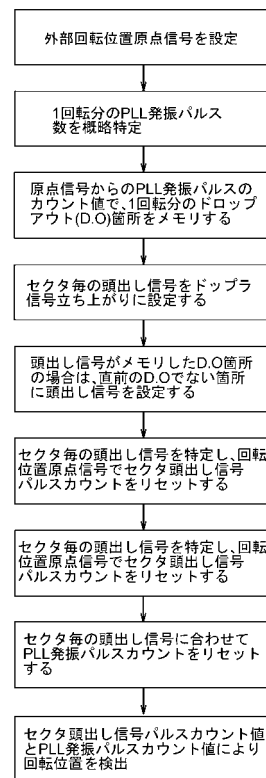 外部回転位置原点信号を設定
1回転分のPLL発振パルス
数を概略特定
原点信号からのPLL発振パルスの
カウント値で、1回転分のドロップ
アウト(D.O)箇所をメモリする
セクタ毎の頭出し信号をドップラ
信号立ち上がりに設定する
頭出し信号がメモリしたD.O箇所
の場合は、直前のD.Oでない箇所
に頭出し信号を設定する
セクタ毎の頭出し信号を特定し、回転
位置原点信号でセクタ頭出し信号
パルスカウントをリセットする
セクタ毎の頭出し信号を特定し、回転
位置原点信号でセクタ頭出し信号
パルスカウントをリセットする
セクタ毎の頭出し信号に合わせて
PLL発振パルスカウントをリセット
する
セクタ頭出し信号パルスカウント値
とPLL発振パルスカウント値により
回転位置を検出